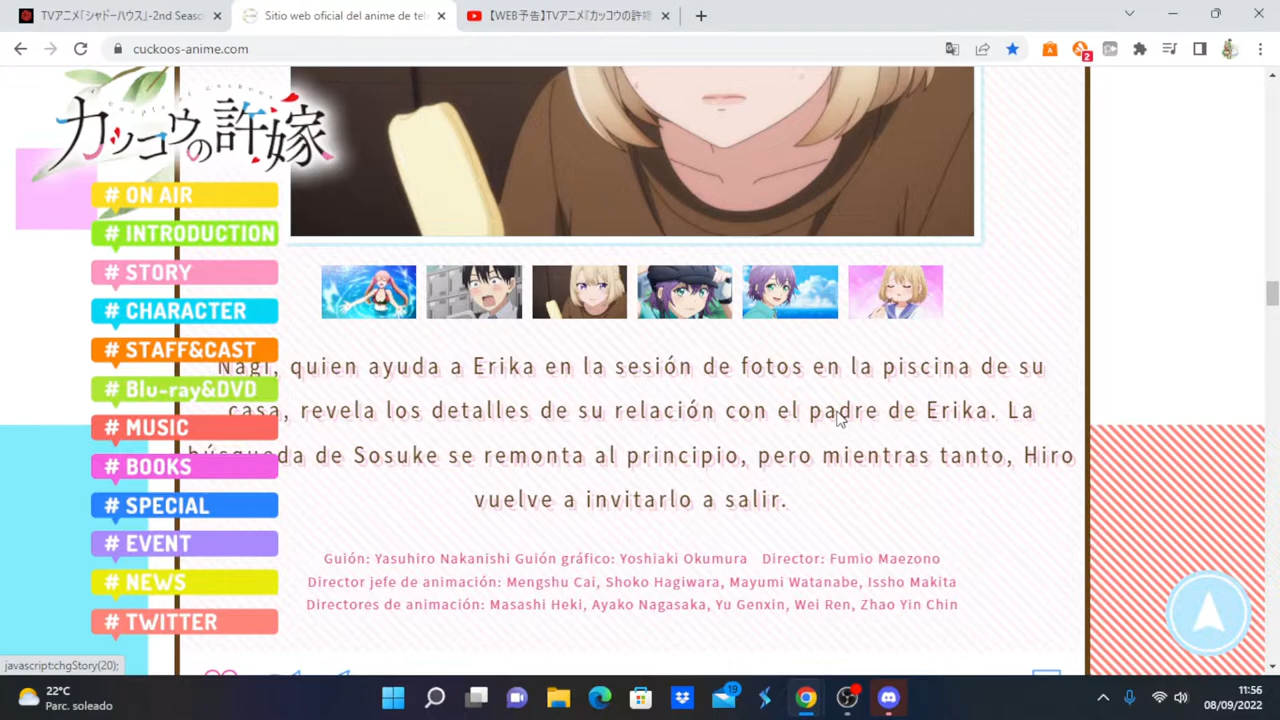 TVアニメ「シャドーハウス」-2nd Seaso
Sitio web oficial del anime de tele
【WEB予告】TVアニメ『カッコウの許嫁
cuckoos-anime.com
2
カッコウの許嫁
# ON AIR
# INTRODUCTION
# STORY
# CHARACTER
# STAFF&CAST
# Blu-ray&DVD
# MUSIC
# BOOKS
# SPECIAL
# EVENT
# NEWS
# TWITTER
Nagi, quien ayuda a Erika en la sesión de fotos en la piscina de su
casa, revela los detalles de su relación con el padre de Erika. La
búsqueda de Sosuke se remonta al principio, pero mientras tanto, Hiro
vuelve a invitarlo a salir.
Guión: Yasuhiro Nakanishi Guión gráfico: Yoshiaki Okumura Director: Fumio Maezono
Director jefe de animación: Mengshu Cai, Shoko Hagiwara, Mayumi Watanabe, Issho Makita
Directores de animación: Masashi Heki, Ayako Nagasaka, Yu Genxin, Wei Ren, Zhao Yin Chin
javascript:chgStory(20);
22°C
Parc. soleado
19
11:56
08/09/2022